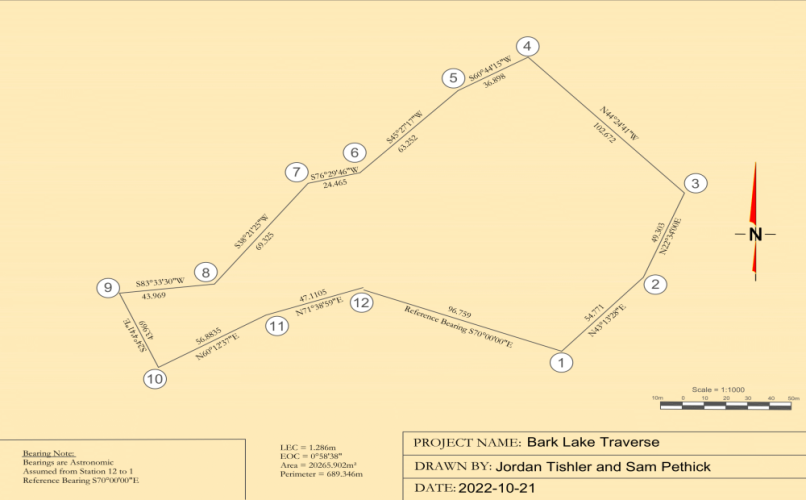 4
S60°44'15"W
36.898
5
N44°24'41"W
102.672
S45°27'17"W
63.252
6
7
S76°29'46"W
24.465
3
49.303
N22°34'00E
S38°21'25"W
69.325
N
8
S83°33'30"W
43.969
9
2
54.771
N43°13'28"E
47.1105
N71°38'59"E
12
96.759
Reference Bearing S70°00'00"E
43.969
S24°44'17"E
56.8835
N60°12'37"E
11
1
10
Scale = 1:1000
10m 0 10 20 30 40 50m
Bearing Note:
Bearings are Astronomic
Assumed from Station 12 to 1
Reference Bearing S70°00'00"E
LEC = 1.286m
EOC = 0°58'38"
Area = 20265.902m²
Perimeter = 689.346m
PROJECT NAME: Bark Lake Traverse
DRAWN BY: Jordan Tishler and Sam Pethick
DATE: 2022-10-21